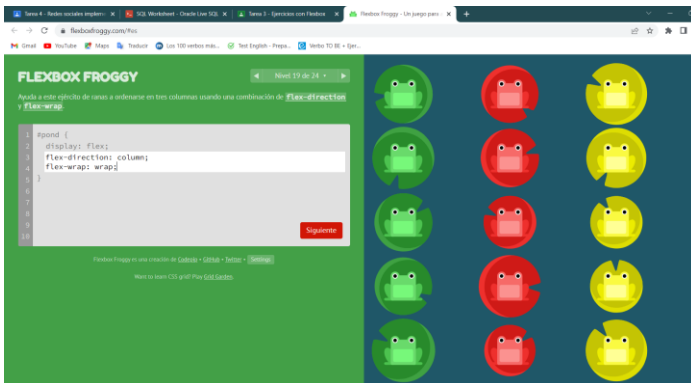 Tarea 4 - Redes sociales implem
SQL Worksheet - Oracle Live SQL
Tarea 3 - Ejercicios con Flexbox
Flexbox Froggy - Un juego para
flexboxfroggy.com/#es
Gmail
YouTube
Maps
Traducir
Los 100 verbos más...
Test English - Prepa...
Verbo TO BE + Ejer...
FLEXBOX FROGGY
Nivel 19 de 24
Ayuda a este ejército de ranas a ordenarse en tres columnas usando una combinación de flex-direction
y flex-wrap.
1 #pond {
2 display: flex;
3 flex-direction: column;
4 flex-wrap: wrap;
5 }
6
7
8
9
10
Siguiente
Flexbox Froggy es una creación de Codepip • GitHub • Twitter • Settings
Want to learn CSS grid? Play Grid Garden.